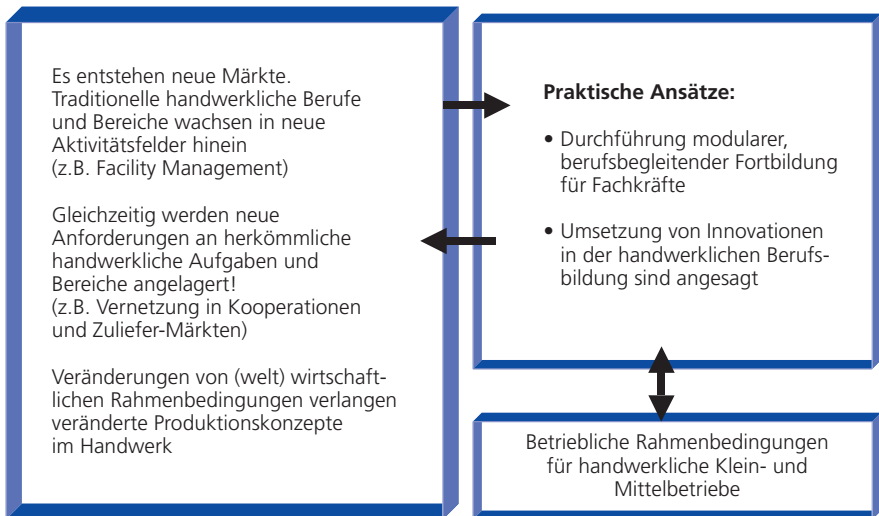 Es entstehen neue Märkte.
Traditionelle handwerkliche Berufe
und Bereiche wachsen in neue
Aktivitätsfelder hinein
(z.B. Facility Management)
Gleichzeitig werden neue
Anforderungen an herkömmliche
handwerkliche Aufgaben und
Bereiche angelagert!
(z.B. Vernetzung in Kooperationen
und Zuliefer-Märkten)
Veränderungen von (welt) wirtschaft-
lichen Rahmenbedingungen verlangen
veränderte Produktionskonzepte
im Handwerk
Praktische Ansätze:
• Durchführung modularer,
berufsbegleitender Fortbildung
für Fachkräfte
• Umsetzung von Innovationen
in der handwerklichen Berufs-
bildung sind angesagt
Betriebliche Rahmenbedingungen
für handwerkliche Klein- und
Mittelbetriebe